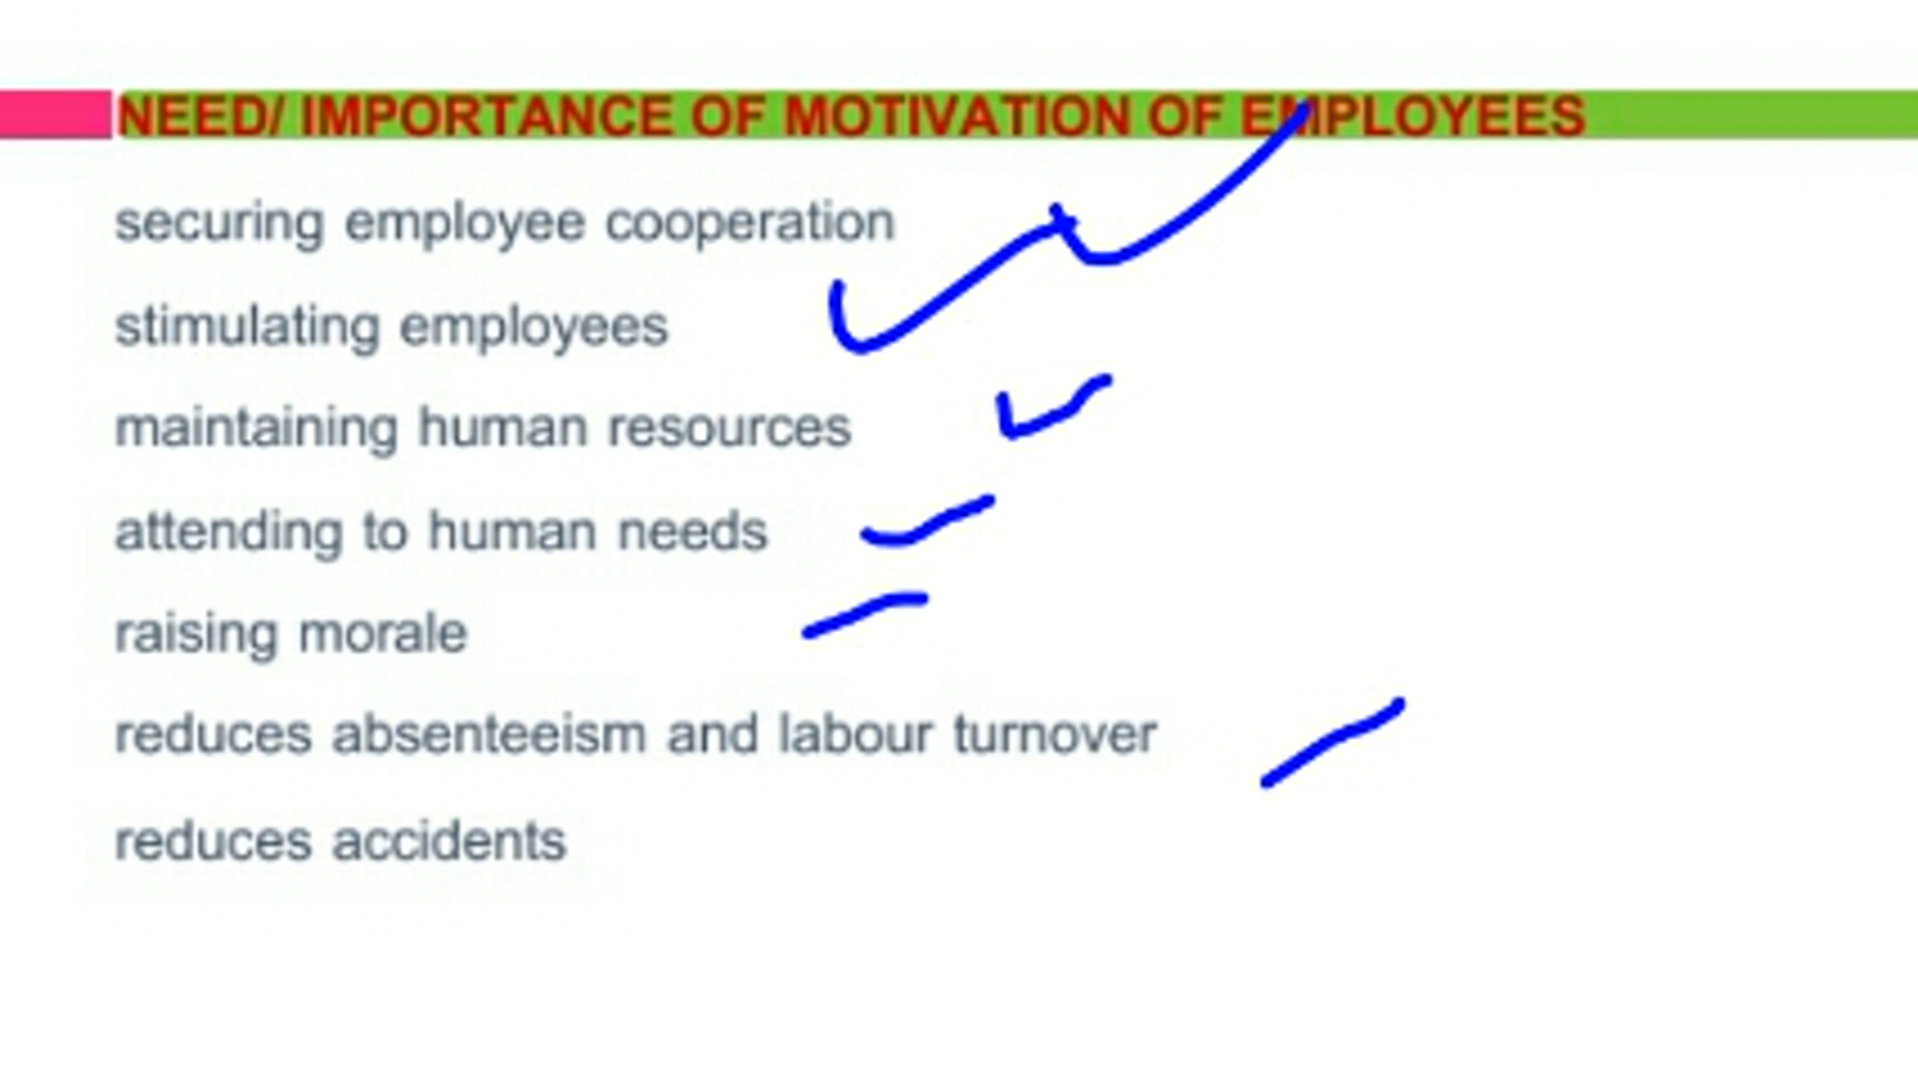 NEED/ IMPORTANCE OF MOTIVATION OF EMPLOYEES
securing employee cooperation
stimulating employees
maintaining human resources
attending to human needs
raising morale
reduces absenteeism and labour turnover
reduces accidents